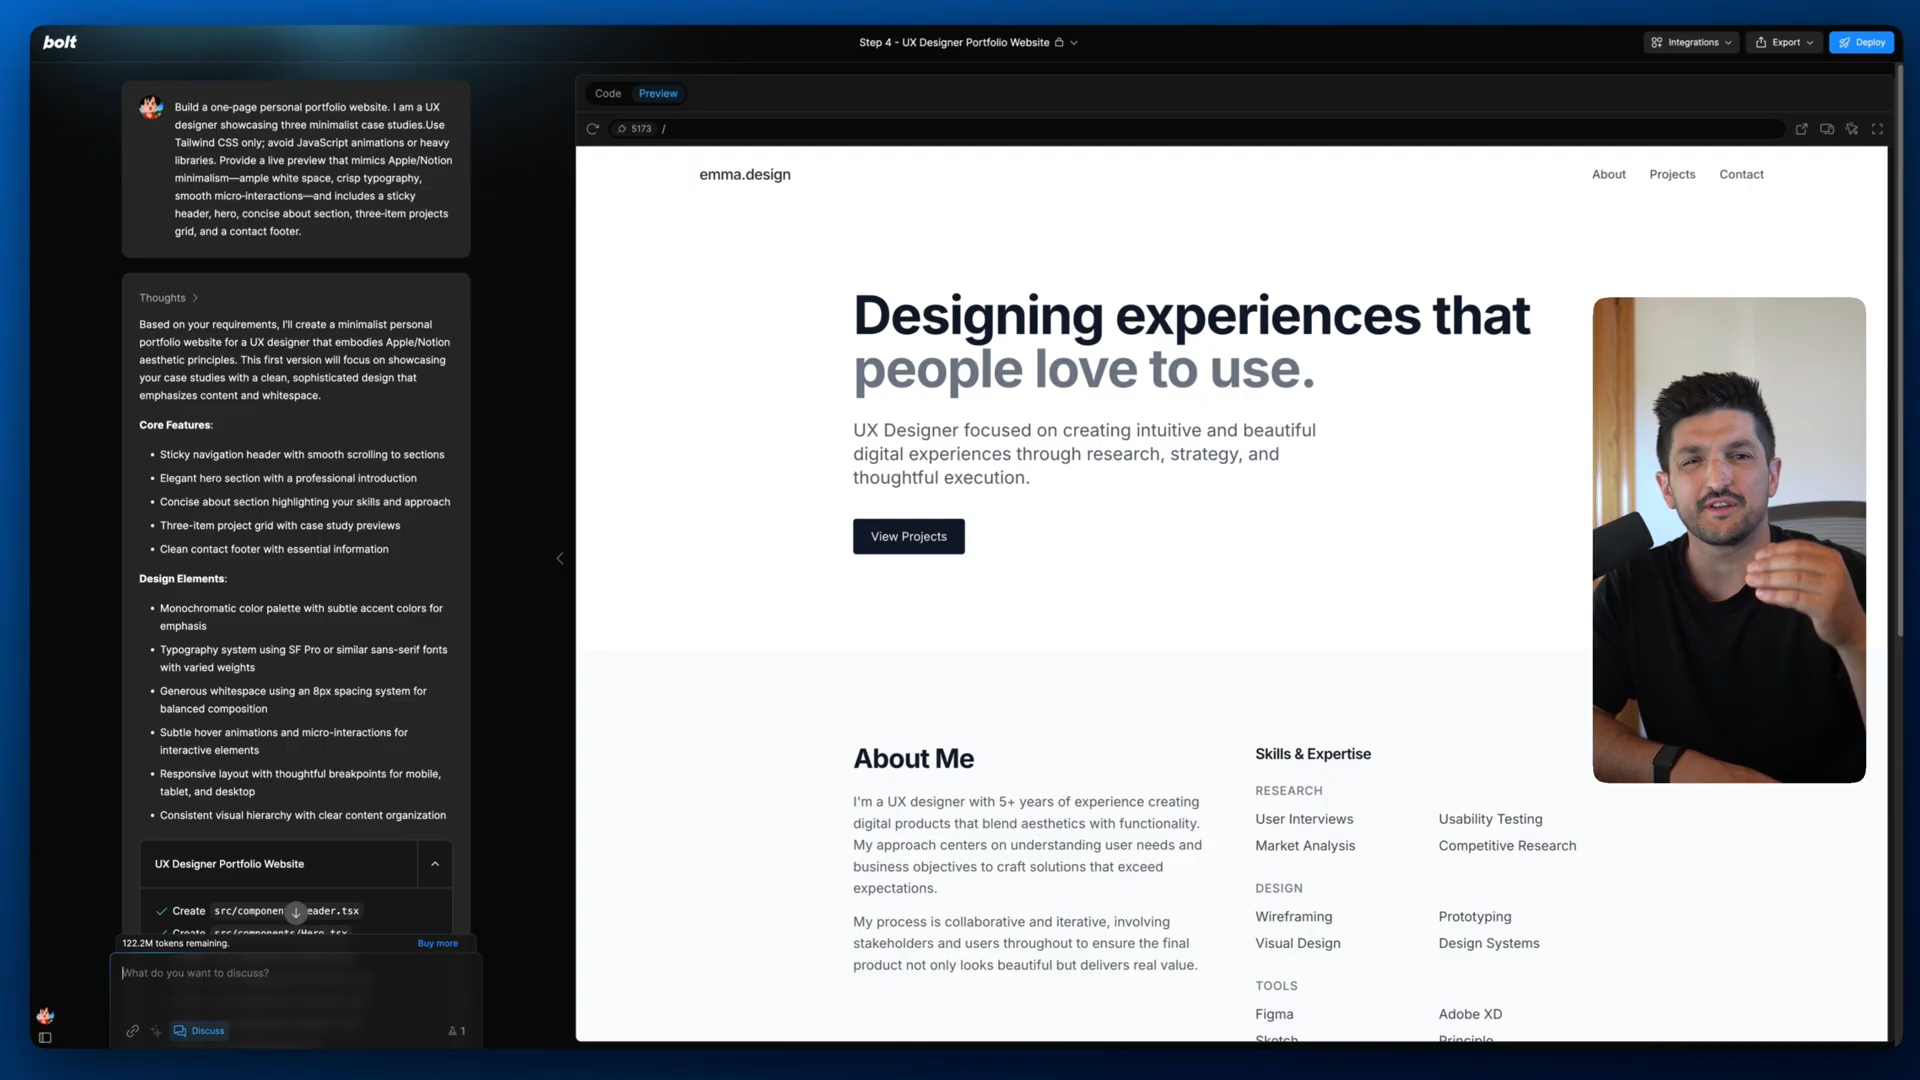 bolt
Step 4 - UX Designer Portfolio Website
Integrations
Export
Deploy
Build a one-page personal portfolio website. I am a UX
designer showcasing three minimalist case studies.Use
Tailwind CSS only; avoid JavaScript animations or heavy
libraries. Provide a live preview that mimics Apple/Notion
minimalism—ample white space, crisp typography,
smooth micro-interactions—and includes a sticky
header, hero, concise about section, three-item projects
grid, and a contact footer.
Thoughts
Based on your requirements, I'll create a minimalist personal
portfolio website for a UX designer that embodies Apple/Notion
aesthetic principles. This first version will focus on showcasing
your case studies with a clean, sophisticated design that
emphasizes content and whitespace.
Core Features:
• Sticky navigation header with smooth scrolling to sections
• Elegant hero section with a professional introduction
• Concise about section highlighting your skills and approach
• Three-item project grid with case study previews
• Clean contact footer with essential information
Design Elements:
• Monochromatic color palette with subtle accent colors for
emphasis
• Typography system using SF Pro or similar sans-serif fonts
with varied weights
• Generous whitespace using an 8px spacing system for
balanced composition
• Subtle hover animations and micro-interactions for
interactive elements
• Responsive layout with thoughtful breakpoints for mobile,
tablet, and desktop
• Consistent visual hierarchy with clear content organization
UX Designer Portfolio Website
Create src/componen eader.tsx
Create src/components/Hero.tsx
122.2M tokens remaining.
Buy more
What do you want to discuss?
Discuss
1
Code
Preview
5173
/
emma.design
About
Projects
Contact
Designing experiences that
people love to use.
UX Designer focused on creating intuitive and beautiful
digital experiences through research, strategy, and
thoughtful execution.
View Projects
About Me
I'm a UX designer with 5+ years of experience creating
digital products that blend aesthetics with functionality.
My approach centers on understanding user needs and
business objectives to craft solutions that exceed
expectations.
My process is collaborative and iterative, involving
stakeholders and users throughout to ensure the final
product not only looks beautiful but delivers real value.
Skills & Expertise
RESEARCH
User Interviews
Usability Testing
Market Analysis
Competitive Research
DESIGN
Wireframing
Prototyping
Visual Design
Design Systems
TOOLS
Figma
Adobe XD
Sketch
Principle